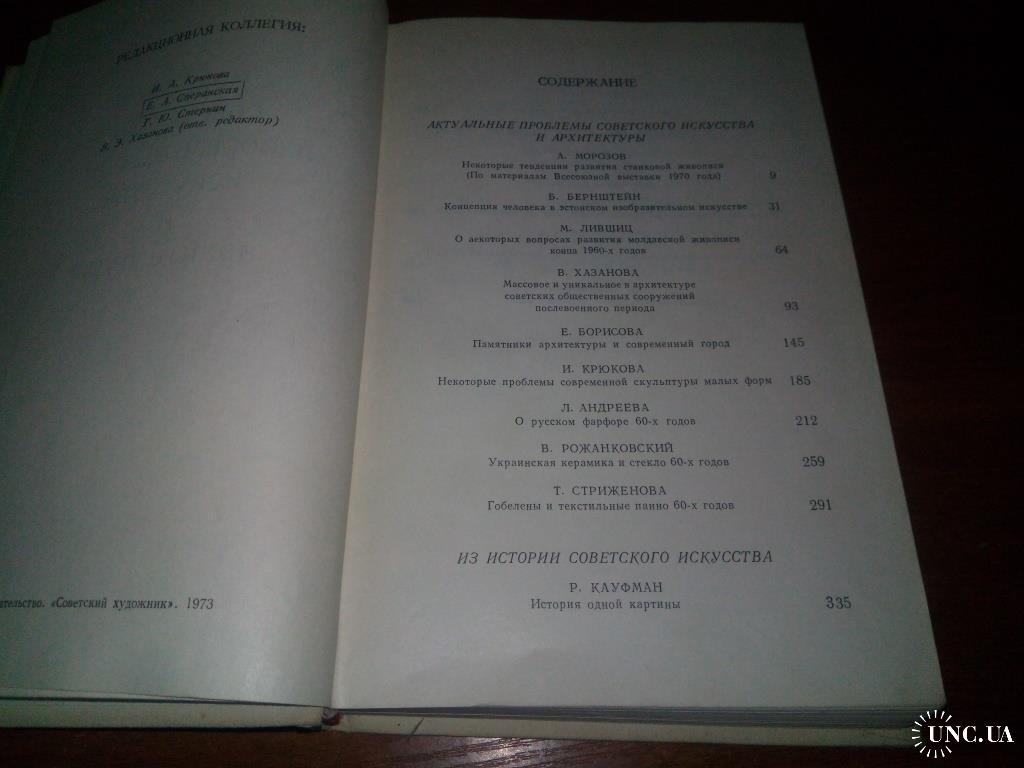 РЕДАКЦИОННАЯ КОЛЛЕГИЯ:
И. А. Крюкова
Е. А. Сперанская
Г. Ю. Стернин
В. Э. Хазанова (отв. редактор)
ательство. «Советский художник». 1973
СОДЕРЖАНИЕ
АКТУАЛЬНЫЕ ПРОБЛЕМЫ СОВЕТСКОГО ИСКУССТВА
И АРХИТЕКТУРЫ
А. МОРОЗОВ
Некоторые тенденции развития станковой живописи
(По материалам Всесоюзной выставки 1970 года) 9
Б. БЕРНШТЕЙН
Концепция человека в эстонском изобразительном искусстве 31
М. ЛИВШИЦ
О некоторых вопросах развития молдавской живописи
конца 1960-х годов 64
В. ХАЗАНОВА
Массовое и уникальное в архитектуре
советских общественных сооружений
послевоенного периода 93
Е. БОРИСОВА
Памятники архитектуры и современный город 145
И. КРЮКОВА
Некоторые проблемы современной скульптуры малых форм 185
Л. АНДРЕЕВА
О русском фарфоре 60-х годов 212
В. РОЖАНКОВСКИЙ
Украинская керамика и стекло 60-х годов 259
Т. СТРИЖЕНОВА
Гобелены и текстильные панно 60-х годов 291
ИЗ ИСТОРИИ СОВЕТСКОГО ИСКУССТВА
Р. КАУФМАН
История одной картины 335
UNC.UA